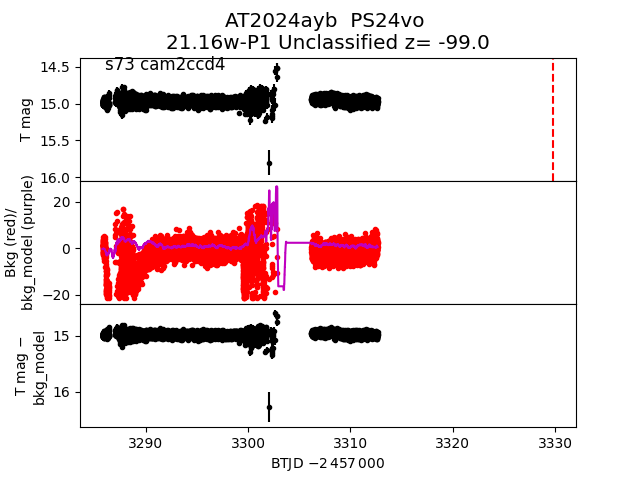 AT2024ayb  PS24vo
21.16w-P1 Unclassified z= -99.0
s73 cam2ccd4
14.5
15.0
15.5
16.0
T mag
20
0
−20
Bkg (red)/
bkg_model (purple)
15
16
T mag −
bkg_model
3290
3300
3310
3320
3330
BTJD −2 457 000